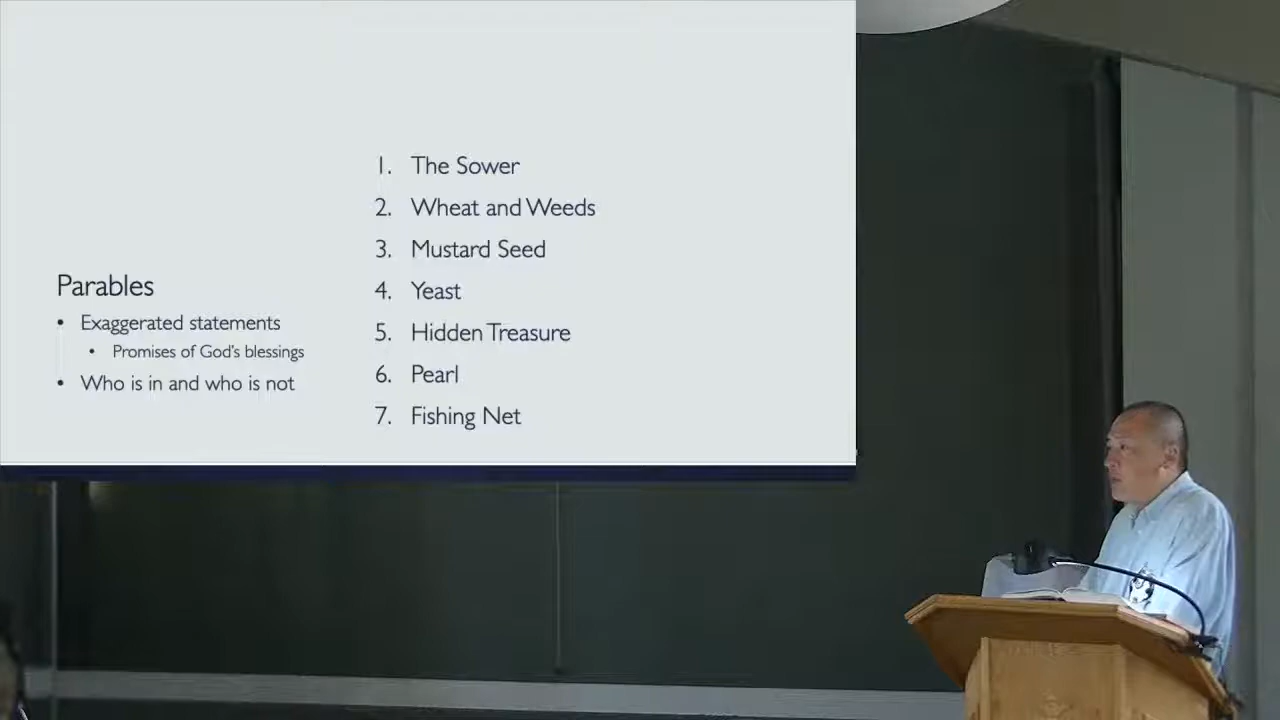 Parables
• Exaggerated statements
• Promises of God's blessings
• Who is in and who is not
1. The Sower
2. Wheat and Weeds
3. Mustard Seed
4. Yeast
5. Hidden Treasure
6. Pearl
7. Fishing Net